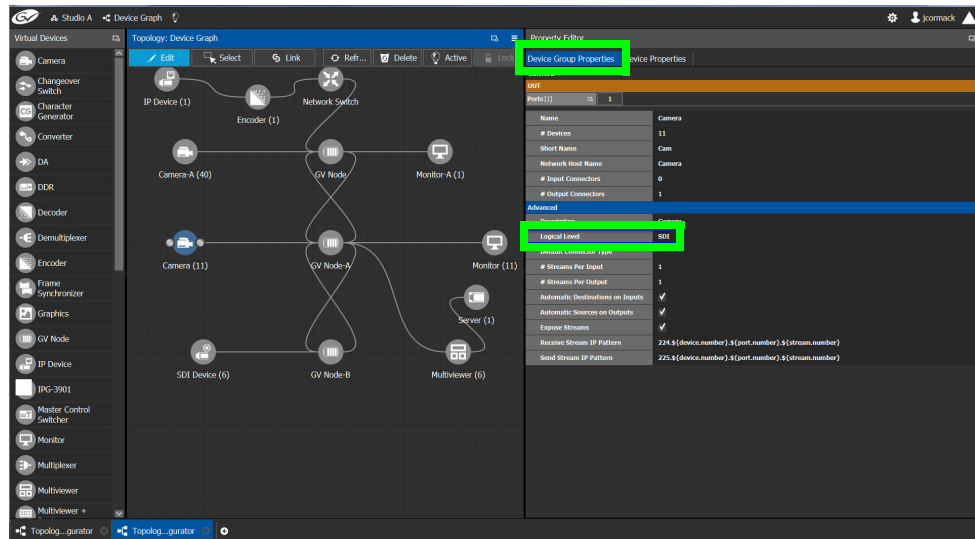 GV Studio A Device Graph jcormack
Virtual Devices
Camera
Changeover
Switch
CG Character
Generator
Converter
DA
DDR
Decoder
Demultiplexer
Encoder
Frame
Synchronizer
Graphics
GV Node
IP Device
IPG-3901
Master Control
Switcher
Monitor
Multiplexer
Multiviewer
Multiviewer +
Topology: Device Graph
Edit Select Link Refr... Delete Active Lock
IP Device (1)
Encoder (1)
Network Switch
Camera-A (40)
GV Node
Monitor-A (1)
Camera (11)
GV Node-A
Monitor (11)
Server (1)
SDI Device (6)
GV Node-B
Multiviewer (6)
Property Editor
Device Group Properties Device Properties
OUT
Ports [1] 1
Name Camera
# Devices 11
Short Name Cam
Network Host Name Camera
# Input Connectors 0
# Output Connectors 1
Advanced
Description Camera
Logical Level SDI
Default Connector Type
# Streams Per Input 1
# Streams Per Output 1
Automatic Destinations on Inputs
Automatic Sources on Outputs
Expose Streams
Receive Stream IP Pattern 224.${device.number}.${port.number}.${stream.number}
Send Stream IP Pattern 225.${device.number}.${port.number}.${stream.number}
Topolog...gurator Topolog...gurator